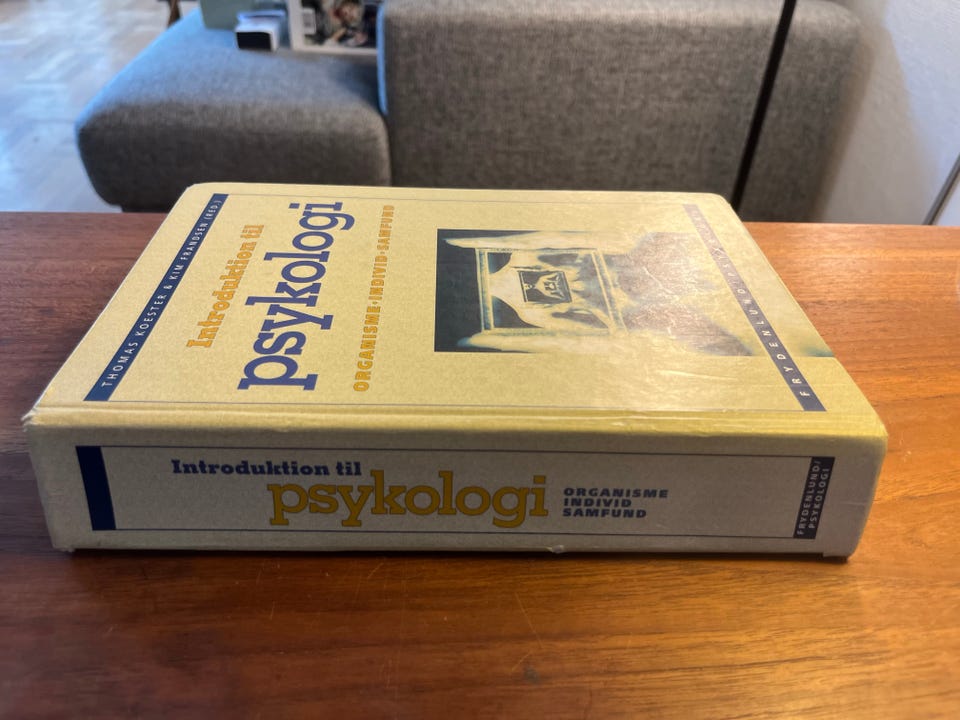 THOMAS KOESTER & KIM FRANDSEN (RED.)
Introduktion til
psykologi
ORGANISME·INDIVID·SAMFUND
Introduktion til
psykologi
ORGANISME
INDIVID
SAMFUND
FRYDENLUND/
PSYKOLOGI